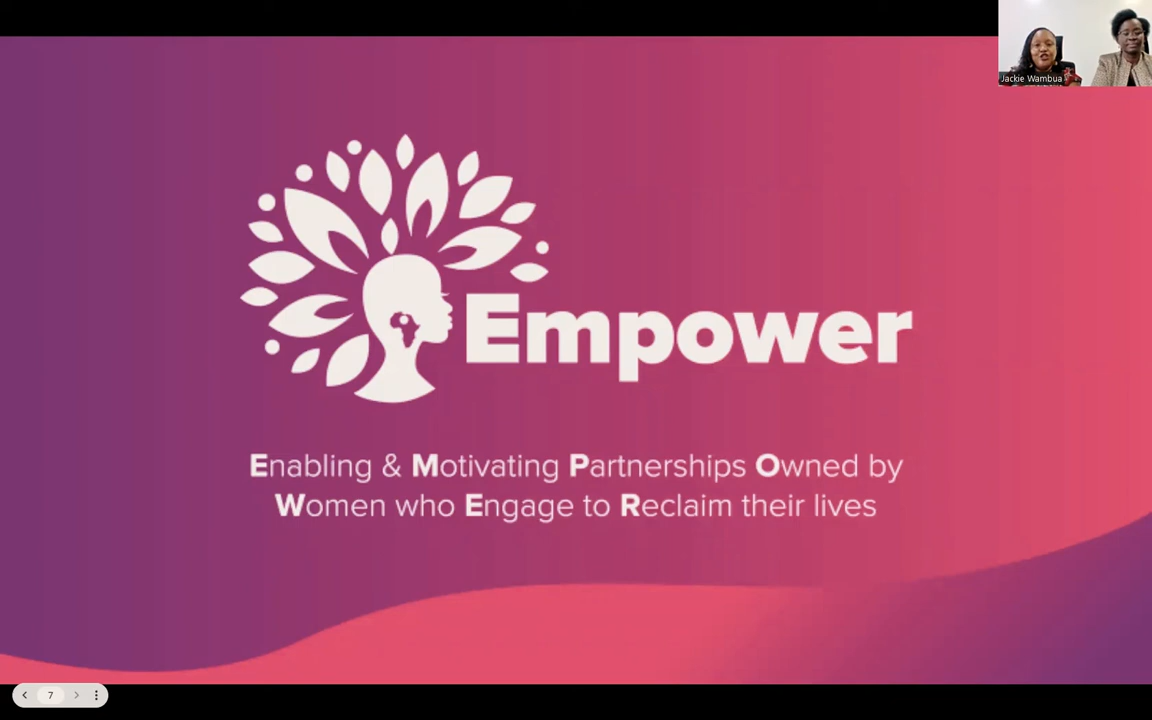 Jackie Wambua
Empower
Enabling & Motivating Partnerships Owned by
Women who Engage to Reclaim their lives
7